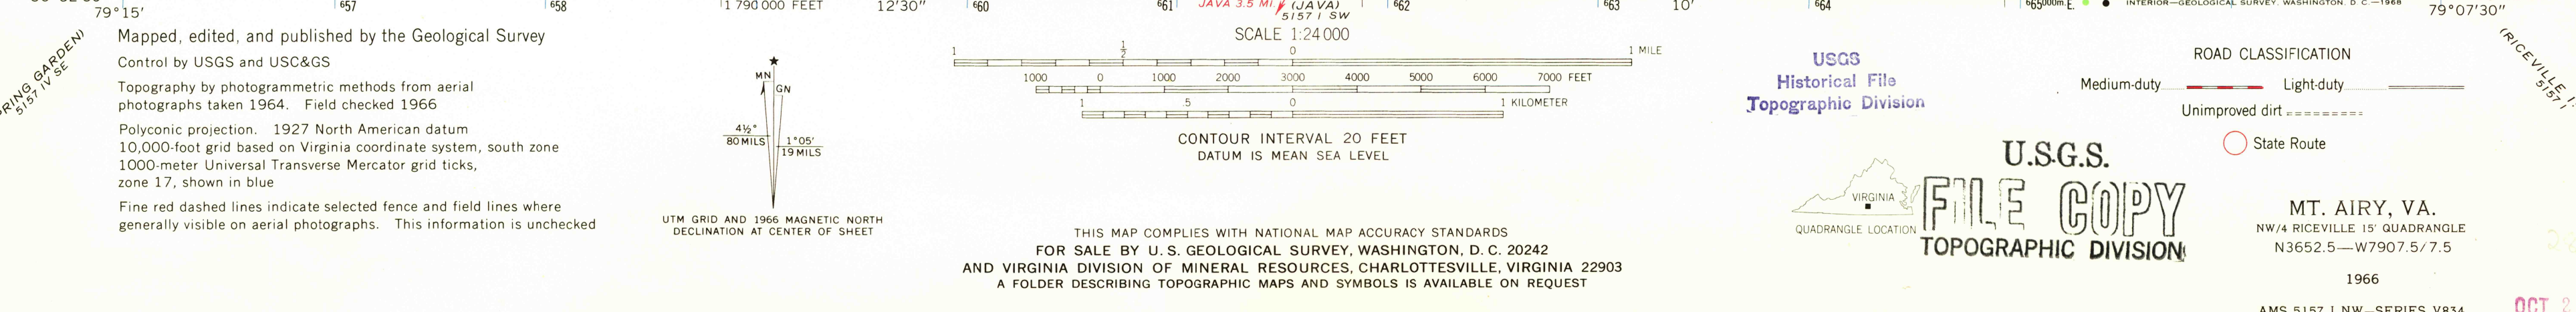 79°15′
657
658
1 790 000 FEET
12′30″
660
661
JAVA 3.5 MI.
(JAVA)
5157 I SW
662
663
10′
664
665000m.E.
INTERIOR—GEOLOGICAL SURVEY, WASHINGTON, D. C.—1968
79°07′30″
RING GARDEN)
5157 IV SE
Mapped, edited, and published by the Geological Survey
Control by USGS and USC&GS
Topography by photogrammetric methods from aerial
photographs taken 1964. Field checked 1966
Polyconic projection. 1927 North American datum
10,000-foot grid based on Virginia coordinate system, south zone
1000-meter Universal Transverse Mercator grid ticks,
zone 17, shown in blue
Fine red dashed lines indicate selected fence and field lines where
generally visible on aerial photographs. This information is unchecked
MN
GN
4½°
80 MILS
1°05′
19 MILS
UTM GRID AND 1966 MAGNETIC NORTH
DECLINATION AT CENTER OF SHEET
SCALE 1:24 000
1 ½ 0 1 MILE
1000 0 1000 2000 3000 4000 5000 6000 7000 FEET
1 .5 0 1 KILOMETER
CONTOUR INTERVAL 20 FEET
DATUM IS MEAN SEA LEVEL
THIS MAP COMPLIES WITH NATIONAL MAP ACCURACY STANDARDS
FOR SALE BY U. S. GEOLOGICAL SURVEY, WASHINGTON, D. C. 20242
AND VIRGINIA DIVISION OF MINERAL RESOURCES, CHARLOTTESVILLE, VIRGINIA 22903
A FOLDER DESCRIBING TOPOGRAPHIC MAPS AND SYMBOLS IS AVAILABLE ON REQUEST
USGS
Historical File
Topographic Division
VIRGINIA
QUADRANGLE LOCATION
U.S.G.S.
FILE COPY
TOPOGRAPHIC DIVISION
ROAD CLASSIFICATION
Medium-duty
Light-duty
Unimproved dirt
State Route
(RICEVILLE
5157 I
MT. AIRY, VA.
NW/4 RICEVILLE 15′ QUADRANGLE
N3652.5—W7907.5/7.5
1966
AMS 5157 I NW—SERIES V834
OCT 2